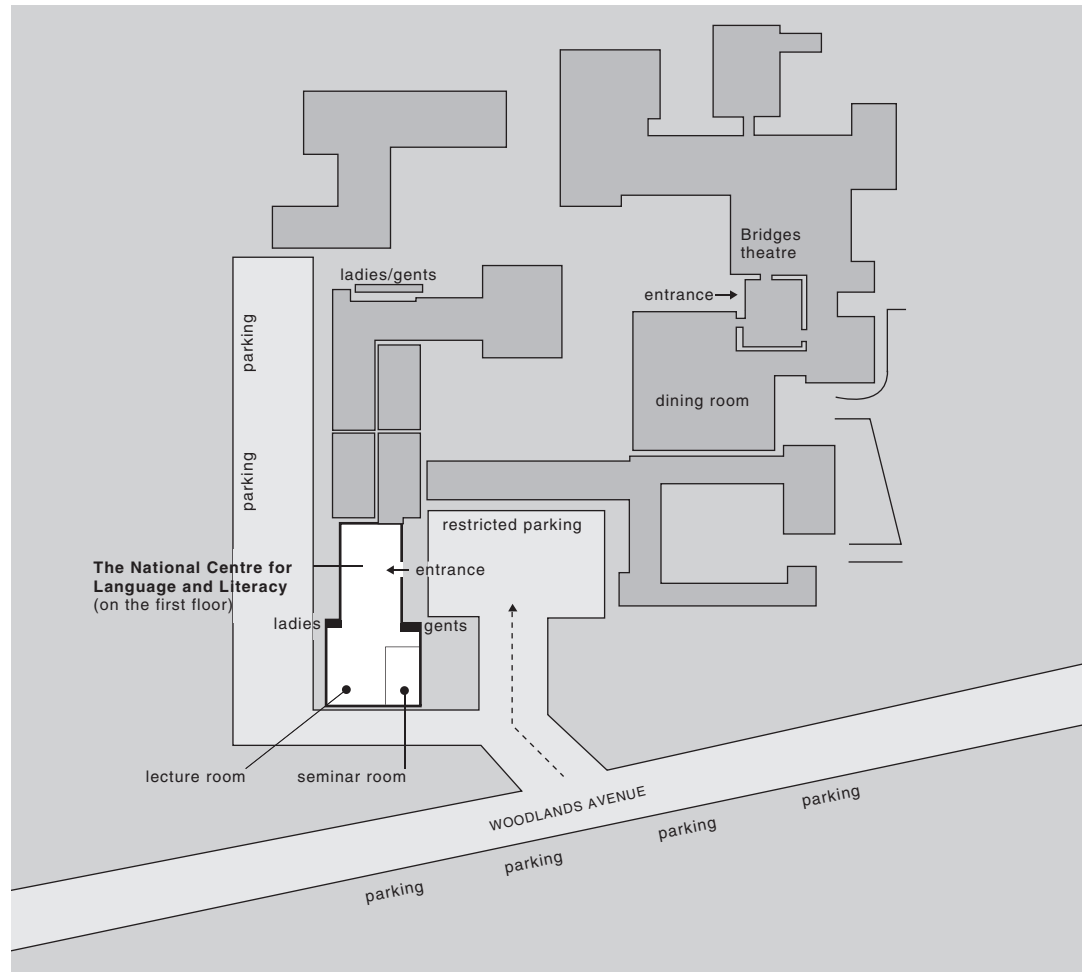 Bridges
theatre
ladies/gents
entrance
parking
dining room
parking
restricted parking
The National Centre for
Language and Literacy
(on the first floor)
entrance
ladies
gents
lecture room
seminar room
WOODLANDS AVENUE
parking
parking
parking
parking